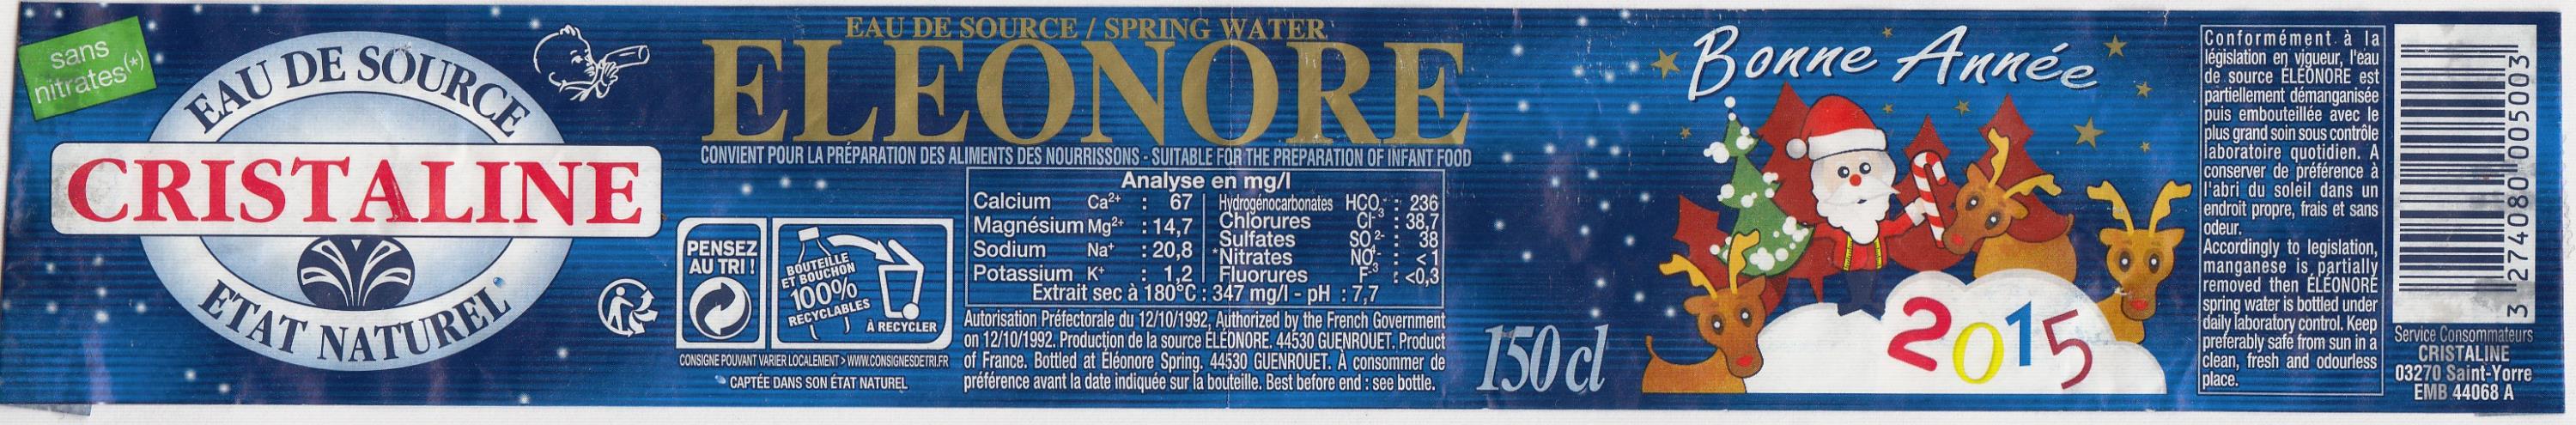 sans
nitrates(*)
EAU DE SOURCE
CRISTALINE
ETAT NATUREL
EAU DE SOURCE / SPRING WATER
ELEONORE
CONVIENT POUR LA PRÉPARATION DES ALIMENTS DES NOURRISSONS - SUITABLE FOR THE PREPARATION OF INFANT FOOD
PENSEZ
AU TRI !
BOUTEILLE
ET BOUCHON
100%
RECYCLABLES
À RECYCLER
CONSIGNE POUVANT VARIER LOCALEMENT > WWW.CONSIGNESDETRI.FR
CAPTÉE DANS SON ÉTAT NATUREL
Analyse en mg/l
Calcium Ca2+ : 67
Magnésium Mg2+ : 14,7
Sodium Na+ : 20,8
Potassium K+ : 1,2
Hydrogénocarbonates HCO3- : 236
Chlorures Cl- : 38,7
Sulfates SO42- : 38
*Nitrates NO3- : < 1
Fluorures F- : <0,3
Extrait sec à 180°C : 347 mg/l - pH : 7,7
Autorisation Préfectorale du 12/10/1992, Authorized by the French Government
on 12/10/1992. Production de la source ÉLÉONORE. 44530 GUENROUET. Product
of France. Bottled at Éléonore Spring. 44530 GUENROUET. À consommer de
préférence avant la date indiquée sur la bouteille. Best before end : see bottle.
150 cl
Bonne Année
2015
Conformément à la
législation en vigueur, l'eau
de source ÉLÉONORE est
partiellement démanganisée
puis embouteillée avec le
plus grand soin sous contrôle
laboratoire quotidien. A
conserver de préférence à
l'abri du soleil dans un
endroit propre, frais et sans
odeur.
Accordingly to legislation,
manganese is partially
removed then ÉLÉONORE
spring water is bottled under
daily laboratory control. Keep
preferably safe from sun in a
clean, fresh and odourless
place.
3 274080 005003
Service Consommateurs
CRISTALINE
03270 Saint-Yorre
EMB 44068 A